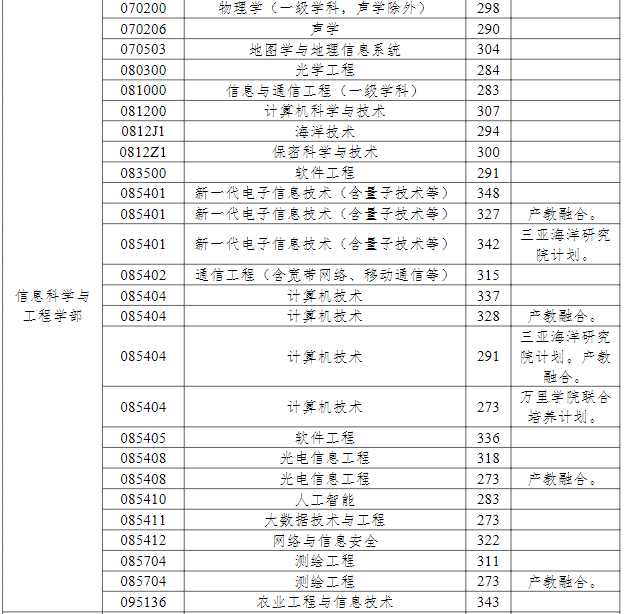 070200 物理学（一级学科，声学除外） 298
070206 声学 290
070503 地图学与地理信息系统 304
080300 光学工程 284
081000 信息与通信工程（一级学科） 283
081200 计算机科学与技术 307
0812J1 海洋技术 294
0812Z1 保密科学与技术 300
083500 软件工程 291
085401 新一代电子信息技术（含量子技术等） 348
085401 新一代电子信息技术（含量子技术等） 327 产教融合。
085401 新一代电子信息技术（含量子技术等） 342 三亚海洋研究
院计划。
085402 通信工程（含宽带网络、移动通信等） 315
信息科学与
工程学部
085404 计算机技术 337
085404 计算机技术 328 产教融合。
085404 计算机技术 291 三亚海洋研究
院计划。产教
融合。
085404 计算机技术 273 万里学院联合
培养计划。
085405 软件工程 336
085408 光电信息工程 318
085408 光电信息工程 273 产教融合。
085410 人工智能 283
085411 大数据技术与工程 273
085412 网络与信息安全 322
085704 测绘工程 311
085704 测绘工程 273 产教融合。
095136 农业工程与信息技术 343